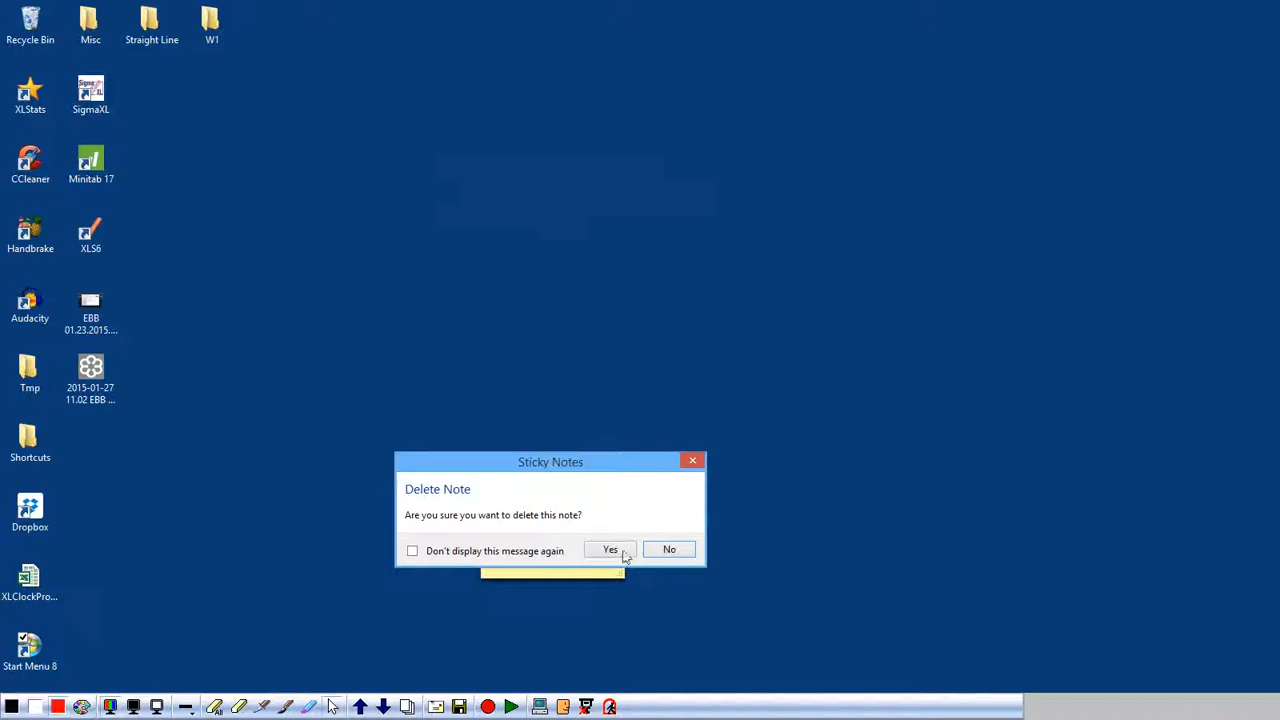 Recycle Bin
Misc
Straight Line
W1
XLStats
Sigma XL
SigmaXL
CCleaner
Minitab 17
Handbrake
XLS6
Audacity
EBB
01.23.2015....
Tmp
2015-01-27
11.02 EBB ...
Shortcuts
Dropbox
XLClockPro...
Start Menu 8
Sticky Notes
Delete Note
Are you sure you want to delete this note?
Don't display this message again
Yes
No